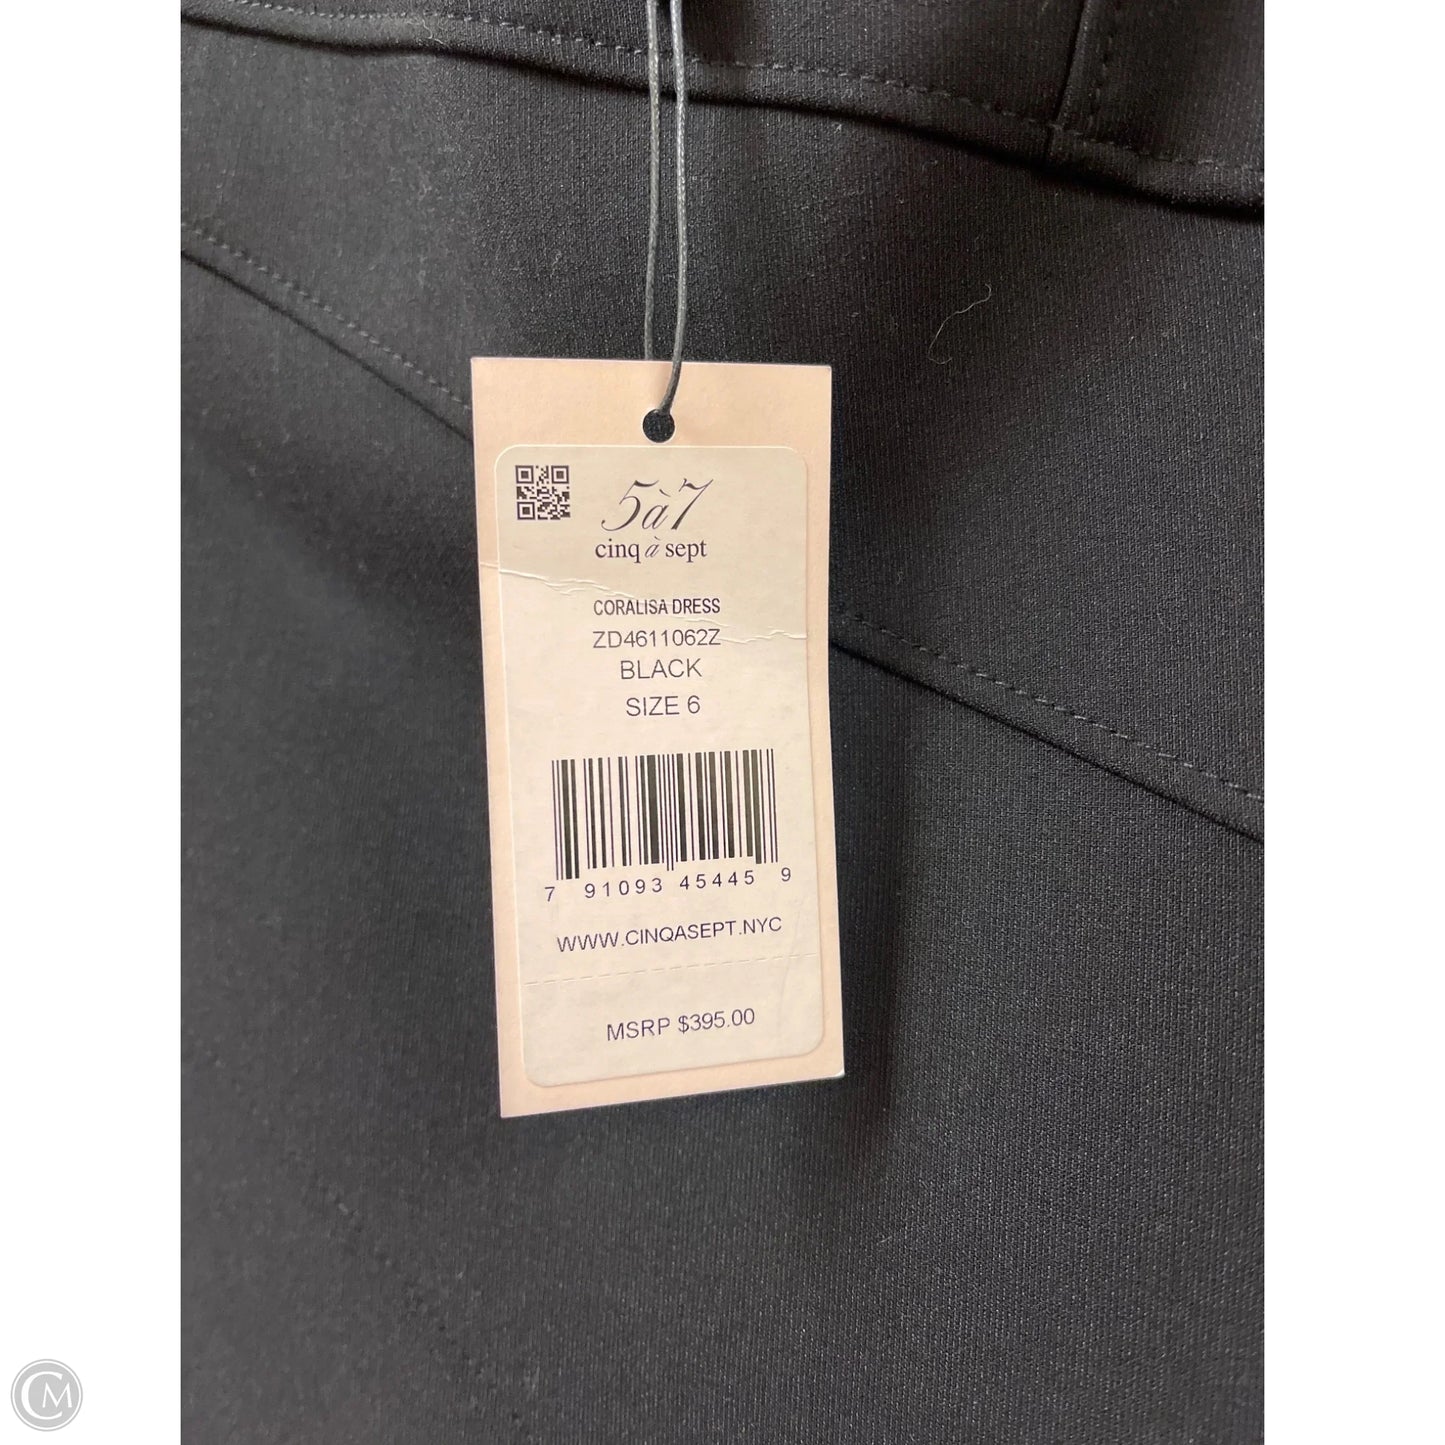 5à7
cinq à sept
CORALISA DRESS
ZD4611062Z
BLACK
SIZE 6
7 91093 45445 9
WWW.CINQASEPT.NYC
MSRP $395.00
CM